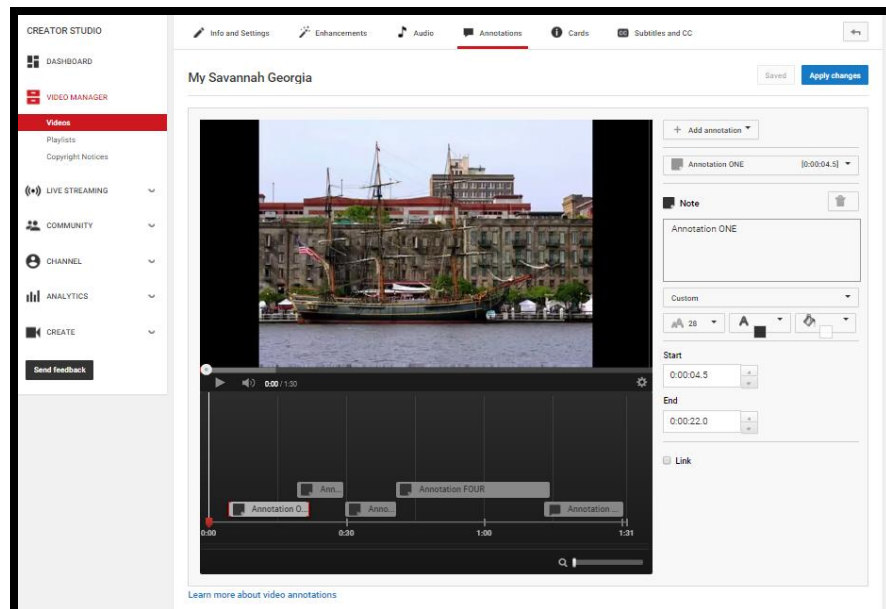 CREATOR STUDIO
DASHBOARD
VIDEO MANAGER
Videos
Playlists
Copyright Notices
LIVE STREAMING
COMMUNITY
CHANNEL
ANALYTICS
CREATE
Send feedback
Info and Settings Enhancements Audio Annotations Cards CC Subtitles and CC
My Savannah Georgia
Saved Apply changes
0:00 / 1:30
Ann... Annotation FOUR
Annotation O... Anno... Annotation ...
0:00 0:30 1:00 1:31
Learn more about video annotations
+ Add annotation
Annotation ONE [0:00:04.5]
Note
Annotation ONE
Custom
AA 28 A
Start
0:00:04.5
End
0:00:22.0
Link